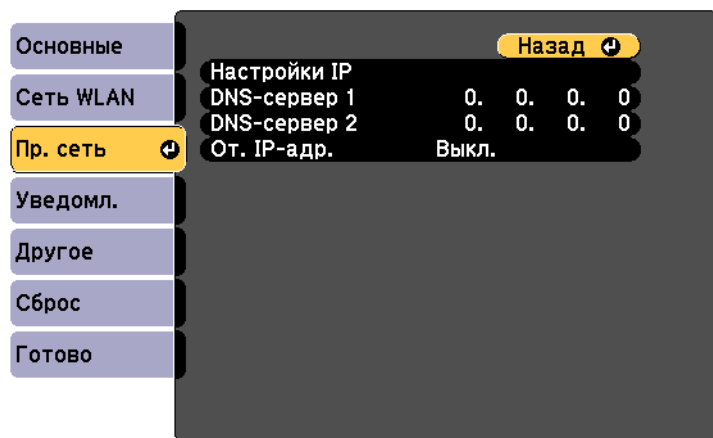 Основные
Сеть WLAN
Пр. сеть
Уведомл.
Другое
Сброс
Готово
Назад
Настройки IP
DNS-сервер 1 0. 0. 0. 0
DNS-сервер 2 0. 0. 0. 0
От. IP-адр. Выкл.